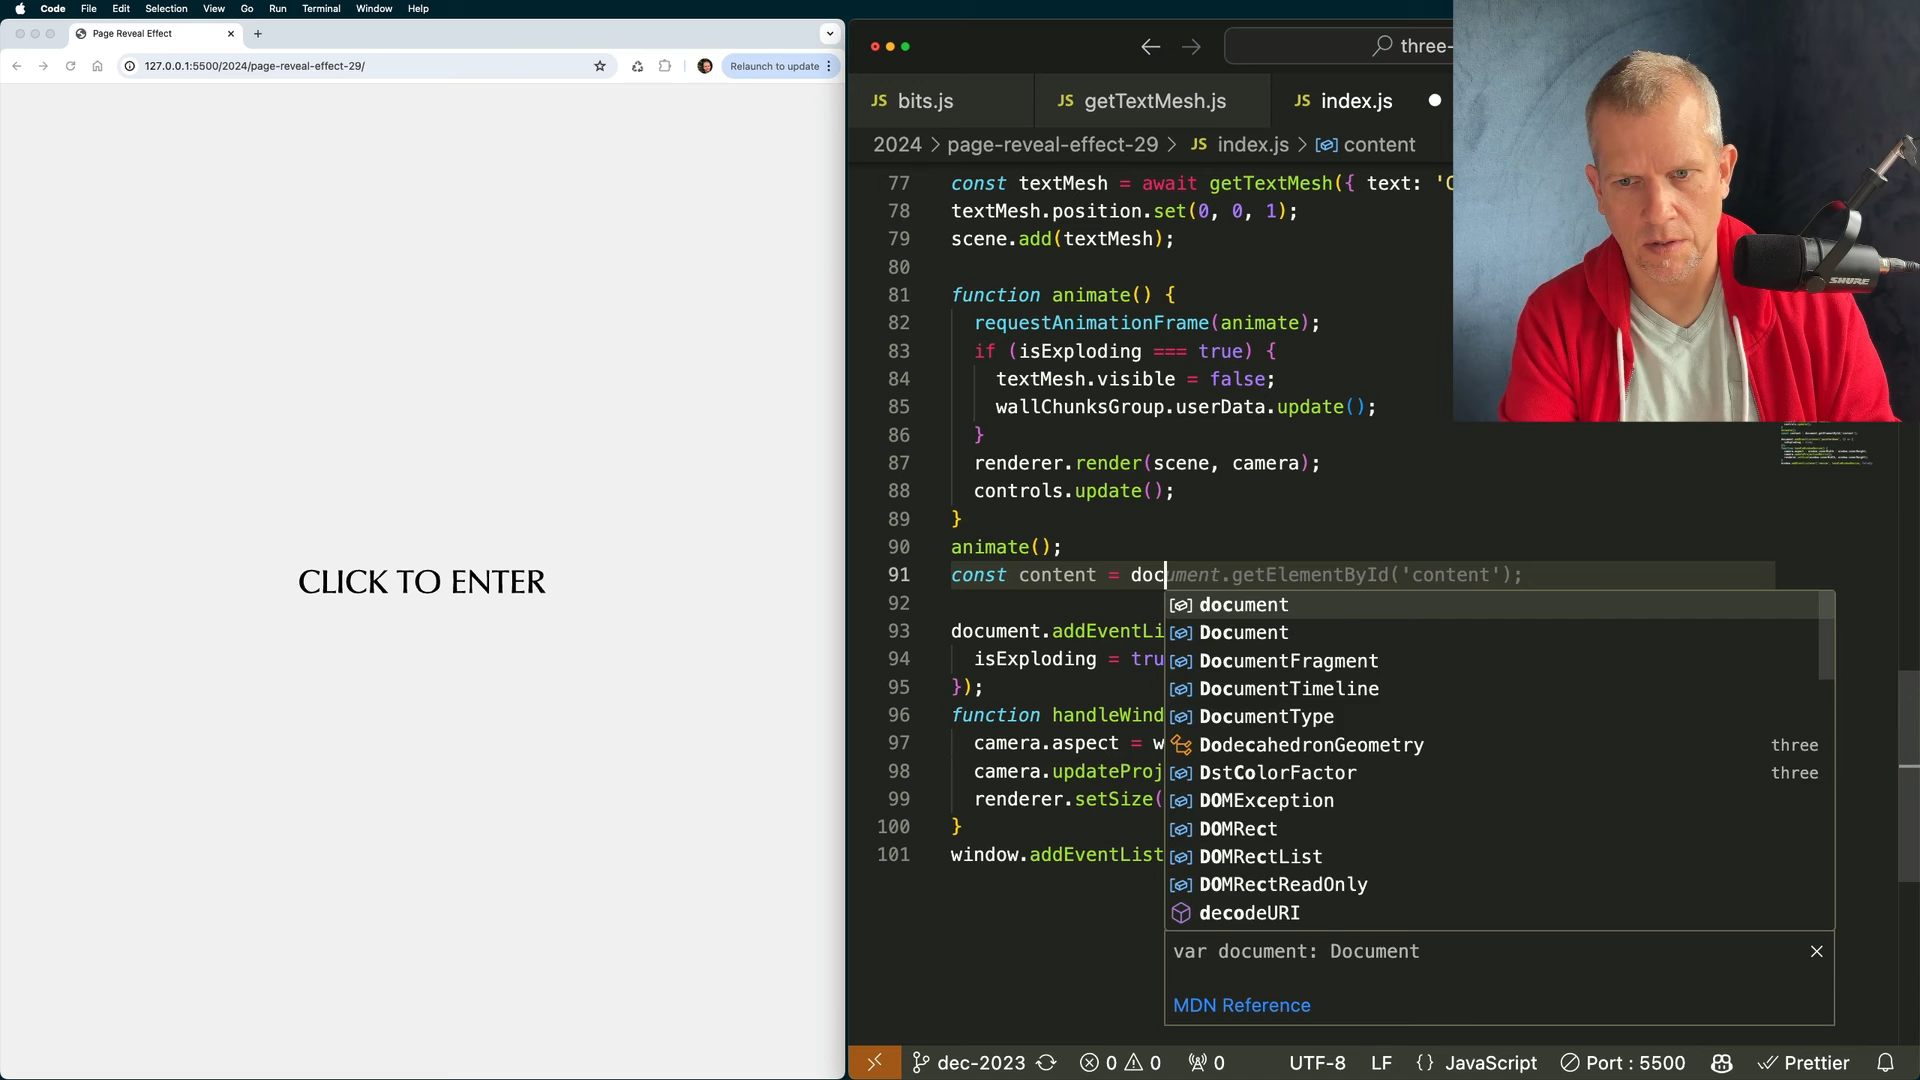 Code File Edit Selection View Go Run Terminal Window Help
Page Reveal Effect
127.0.0.1:5500/2024/page-reveal-effect-29/
Relaunch to update
CLICK TO ENTER
three-
JS bits.js
JS getTextMesh.js
JS index.js
2024 > page-reveal-effect-29 > JS index.js > content
77 const textMesh = await getTextMesh({ text: 'C
78 textMesh.position.set(0, 0, 1);
79 scene.add(textMesh);
80
81 function animate() {
82 requestAnimationFrame(animate);
83 if (isExploding === true) {
84 textMesh.visible = false;
85 wallChunksGroup.userData.update();
86 }
87 renderer.render(scene, camera);
88 controls.update();
89 }
90 animate();
91 const content = document.getElementById('content');
92
93 document.addEventLi
94 isExploding = tru
95 });
96 function handleWind
97 camera.aspect = w
98 camera.updateProj
99 renderer.setSize(
100 }
101 window.addEventList
document
Document
DocumentFragment
DocumentTimeline
DocumentType
DodecahedronGeometry three
DstColorFactor three
DOMException
DOMRect
DOMRectList
DOMRectReadOnly
decodeURI
var document: Document
MDN Reference
SHURE
dec-2023 0 0 0 UTF-8 LF {} JavaScript Port : 5500 Prettier